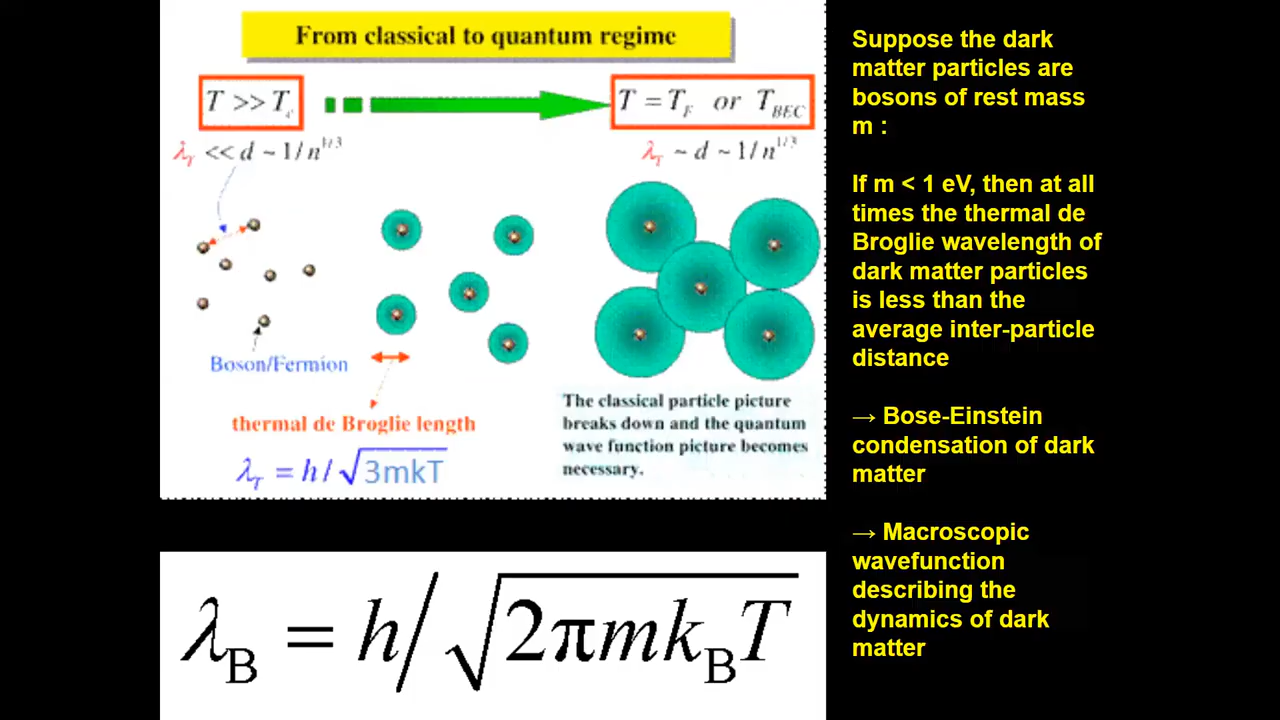 From classical to quantum regime
T >> T
T = T_F or T_BEC
λ_T << d ~ 1/n^1/3
λ_T ~ d ~ 1/n^1/3
Boson/Fermion
thermal de Broglie length
λ_T = h/√3mkT
The classical particle picture
breaks down and the quantum
wave function picture becomes
necessary.
λ_B = h/√2πmk_BT
Suppose the dark
matter particles are
bosons of rest mass
m :
If m < 1 eV, then at all
times the thermal de
Broglie wavelength of
dark matter particles
is less than the
average inter-particle
distance
→ Bose-Einstein
condensation of dark
matter
→ Macroscopic
wavefunction
describing the
dynamics of dark
matter